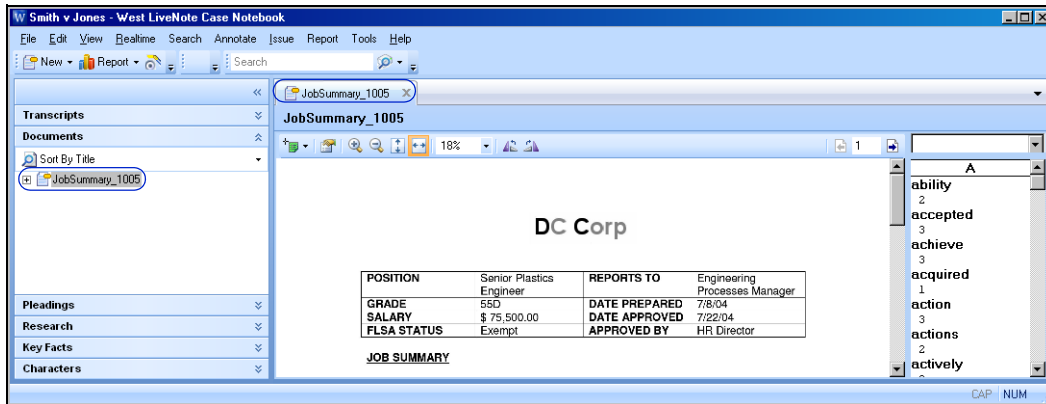 Smith v Jones - West LiveNote Case Notebook
File Edit View Realtime Search Annotate Issue Report Tools Help
New Report Search
JobSummary_1005
Transcripts
Documents
Sort By Title
JobSummary_1005
Pleadings
Research
Key Facts
Characters
JobSummary_1005
18% 1
DC Corp
POSITION Senior Plastics Engineer REPORTS TO Engineering Processes Manager
GRADE 55D DATE PREPARED 7/8/04
SALARY $ 75,500.00 DATE APPROVED 7/22/04
FLSA STATUS Exempt APPROVED BY HR Director
JOB SUMMARY
A
ability
2
accepted
3
achieve
3
acquired
1
action
3
actions
2
actively
CAP NUM